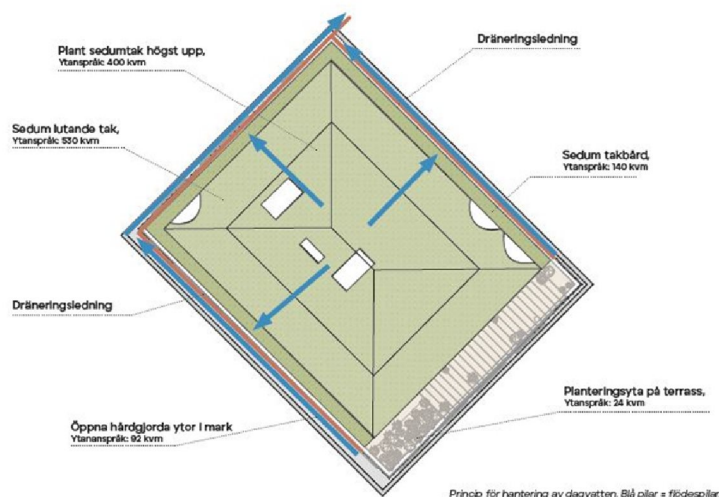 Plant sedumtak högst upp,
Ytanspråk: 400 kvm
Dräneringsledning
Sedum lutande tak,
Ytanspråk: 530 kvm
Sedum takbård,
Ytanspråk: 140 kvm
Dräneringsledning
Planteringsyta på terrass,
Ytanspråk: 24 kvm
Öppna hårdgjorda ytor i mark
Ytananspråk: 92 kvm
Princip för hantering av dagvatten. Blå pilar = flödespilar